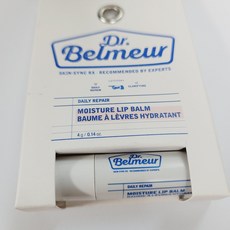 Dr.
Belmeur
SKIN-SYNC RX · RECOMMENDED BY EXPERTS
DAILY REPAIR
MOISTURE LIP BALM
BAUME À LÈVRES HYDRATANT
4 g / 0.14 oz.
Dr.
Belmeur
DAILY REPAIR
MOISTURE LIP BALM